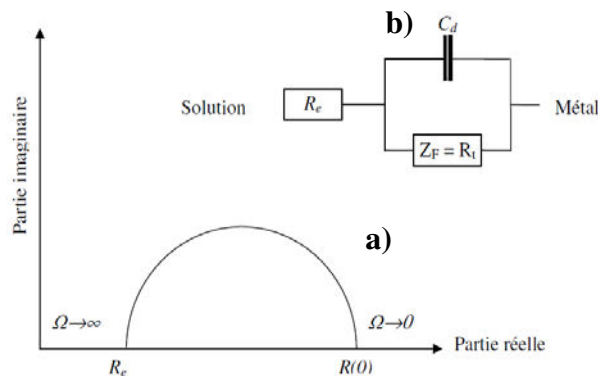 b)
C_d
Solution
R_e
Métal
Z_F = R_t
Partie imaginaire
a)
Ω→∞
Ω→0
Partie réelle
R_e
R(0)